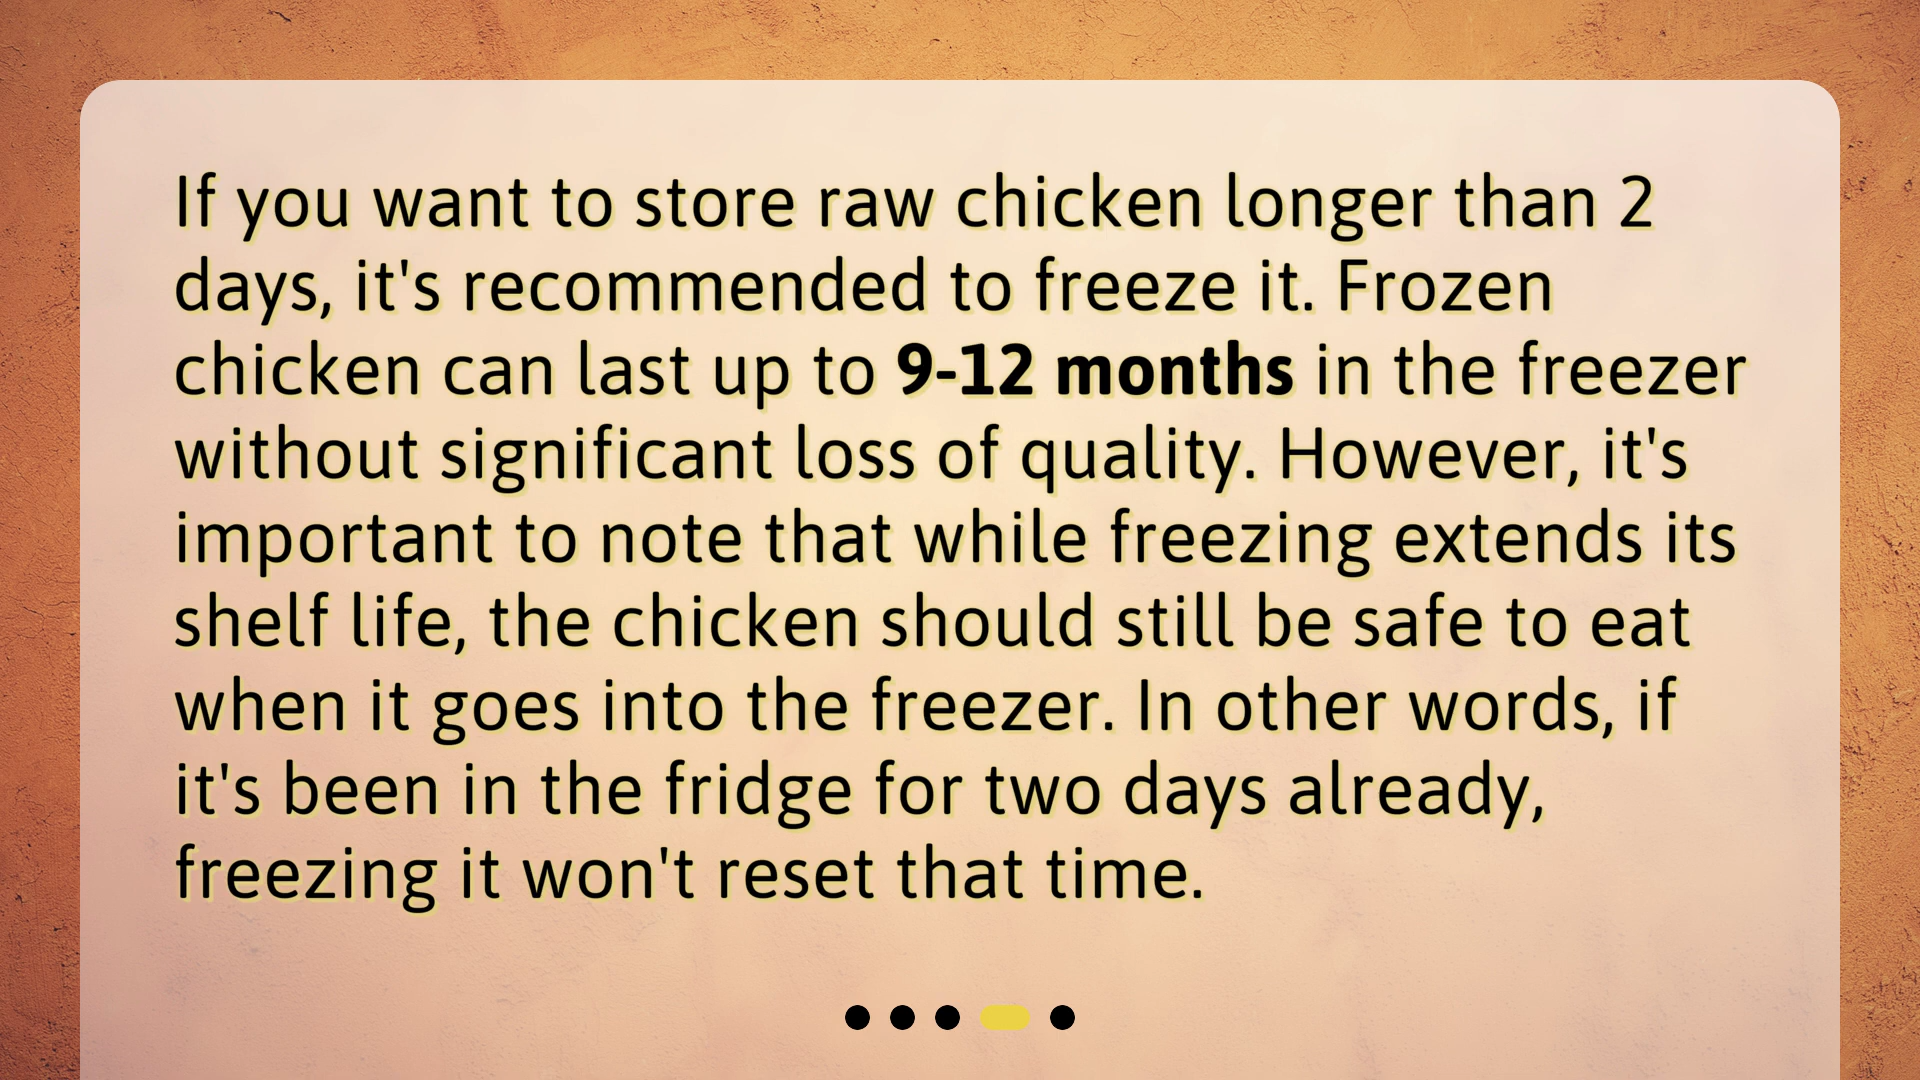 If you want to store raw chicken longer than 2
days, it's recommended to freeze it. Frozen
chicken can last up to 9-12 months in the freezer
without significant loss of quality. However, it's
important to note that while freezing extends its
shelf life, the chicken should still be safe to eat
when it goes into the freezer. In other words, if
it's been in the fridge for two days already,
freezing it won't reset that time.